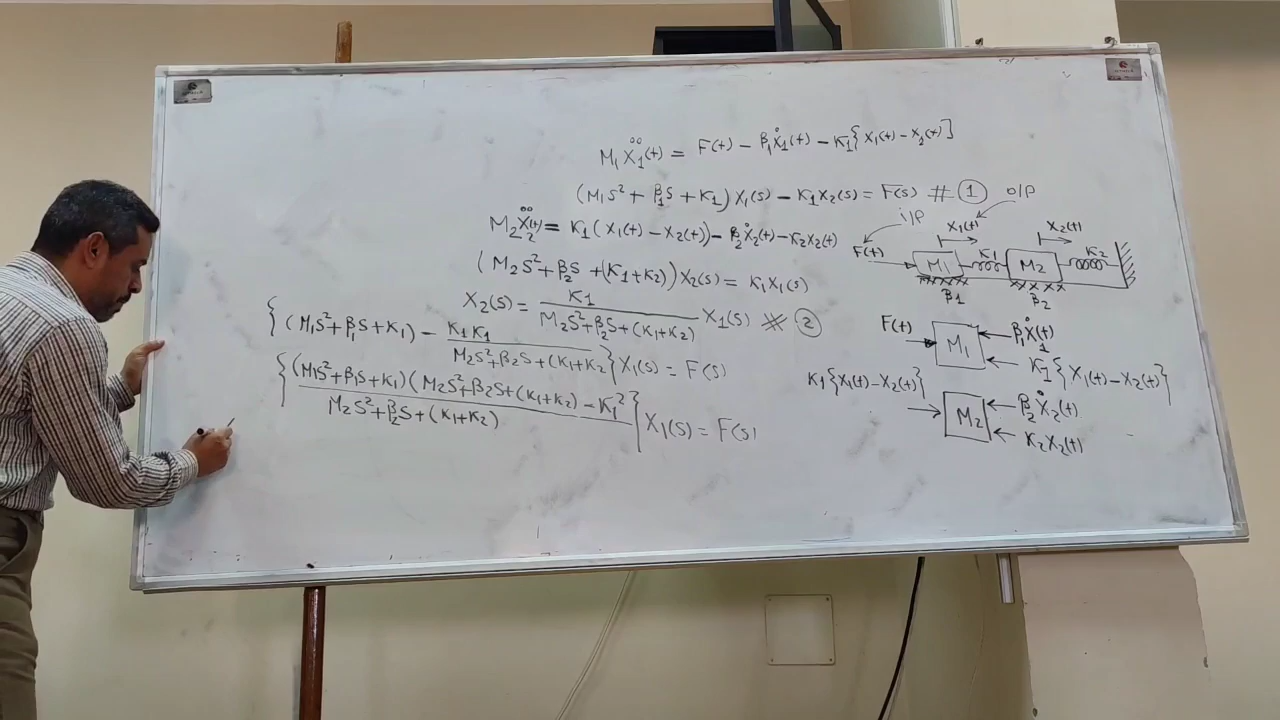 M₁Ẍ₁(t) = F(t) - β₁Ẋ₁(t) - K₁{X₁(t) - X₂(t)]
(M₁S² + β₁S + K₁)X₁(s) - K₁X₂(s) = F(s) # ①
M₂Ẍ₂(t) = K₁(X₁(t) - X₂(t)) - β₂Ẋ₂(t) - K₂X₂(t)
(M₂S² + β₂S + (K₁+K₂))X₂(s) = K₁X₁(s)
X₂(s) = K₁ / M₂S²+β₂S+(K₁+K₂) X₁(s) # ②
{(M₁S²+β₁S+K₁) - K₁K₁ / M₂S²+β₂S+(K₁+K₂}X₁(s) = F(s)
{(M₁S²+β₁S+K₁)(M₂S²+β₂S+(K₁+K₂) - K₁² / M₂S²+β₂S+(K₁+K₂)}X₁(s) = F(s)
i/P
o/P
X₁(t)
X₂(t)
F(t)
M₁
K₁
M₂
K₂
β₁
β₂
F(t)
M₁
β₁Ẋ₁(t)
K₁{X₁(t) - X₂(t)}
K₁{X₁(t) - X₂(t)}
M₂
β₂Ẋ₂(t)
K₂X₂(t)